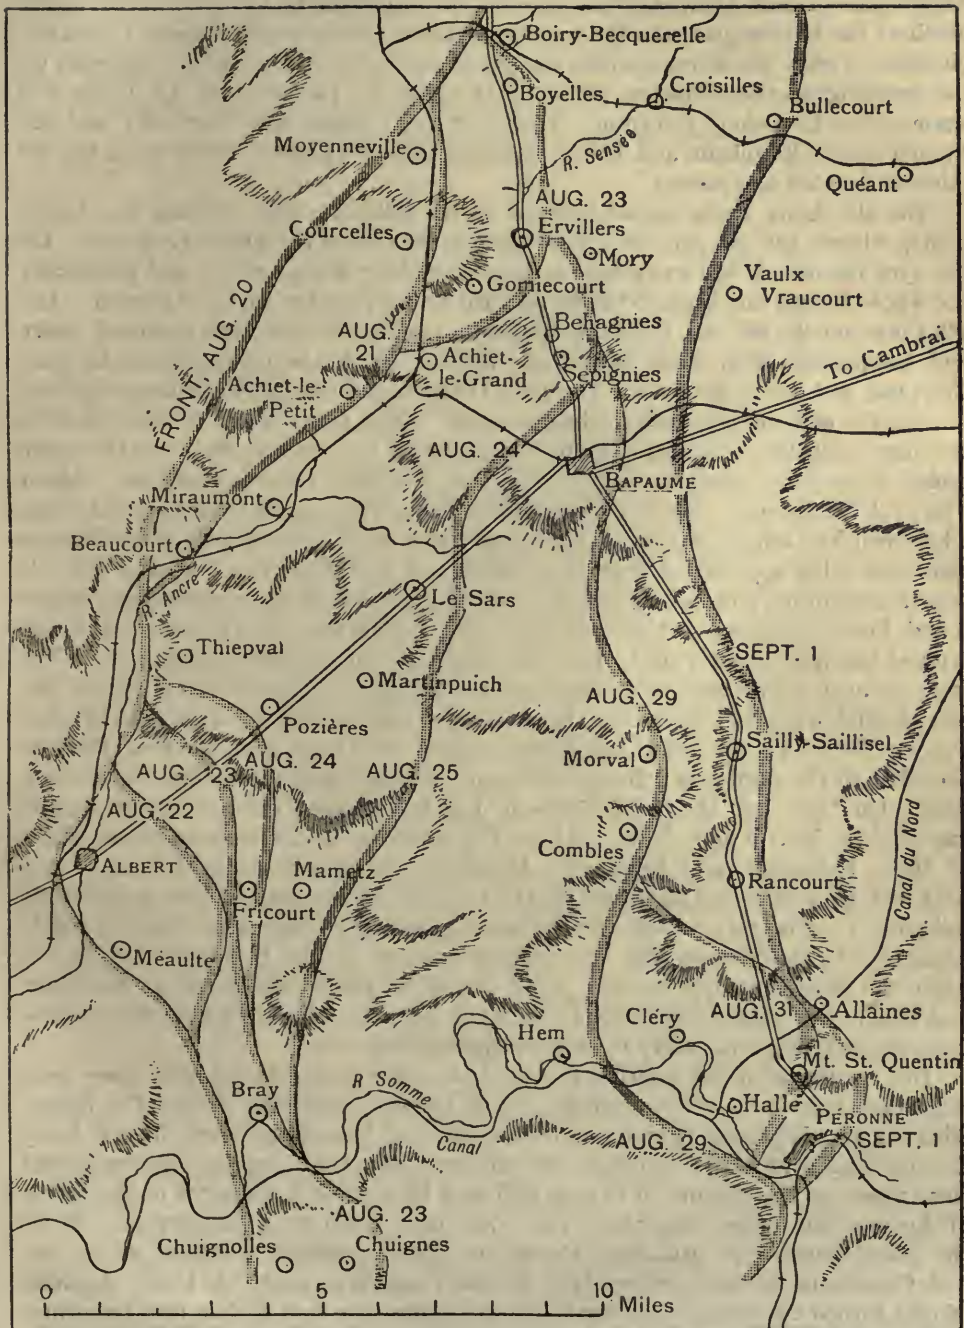 Boiry-Becquerelle
Boyelles
Croisilles
Bullecourt
Moyenneville
R. Sensée
Quéant
AUG. 23
Courcelles
Ervillers
Mory
FRONT, AUG. 20
Gomiecourt
Vaulx
Vraucourt
AUG.
21
Behagnies
To Cambrai
Achiet-
le-Grand
Sepignies
Achiet-le-
Petit
AUG. 24
BAPAUME
Miraumont
Beaucourt
R. Ancre
Le Sars
Thiepval
SEPT. 1
Martinpuich
AUG. 29
Pozières
Morval
Sailly-Saillisel
AUG.
23
AUG. 24
AUG. 25
AUG. 22
Combles
Canal du Nord
ALBERT
Mametz
Rancourt
Fricourt
Méaulte
AUG. 31
Allaines
Hem
Cléry
Mt. St. Quentin
R Somme
Bray
Halle
PÉRONNE
Canal
AUG. 29
SEPT. 1
AUG. 23
Chuignolles
Chuignes
0
5
10
Miles